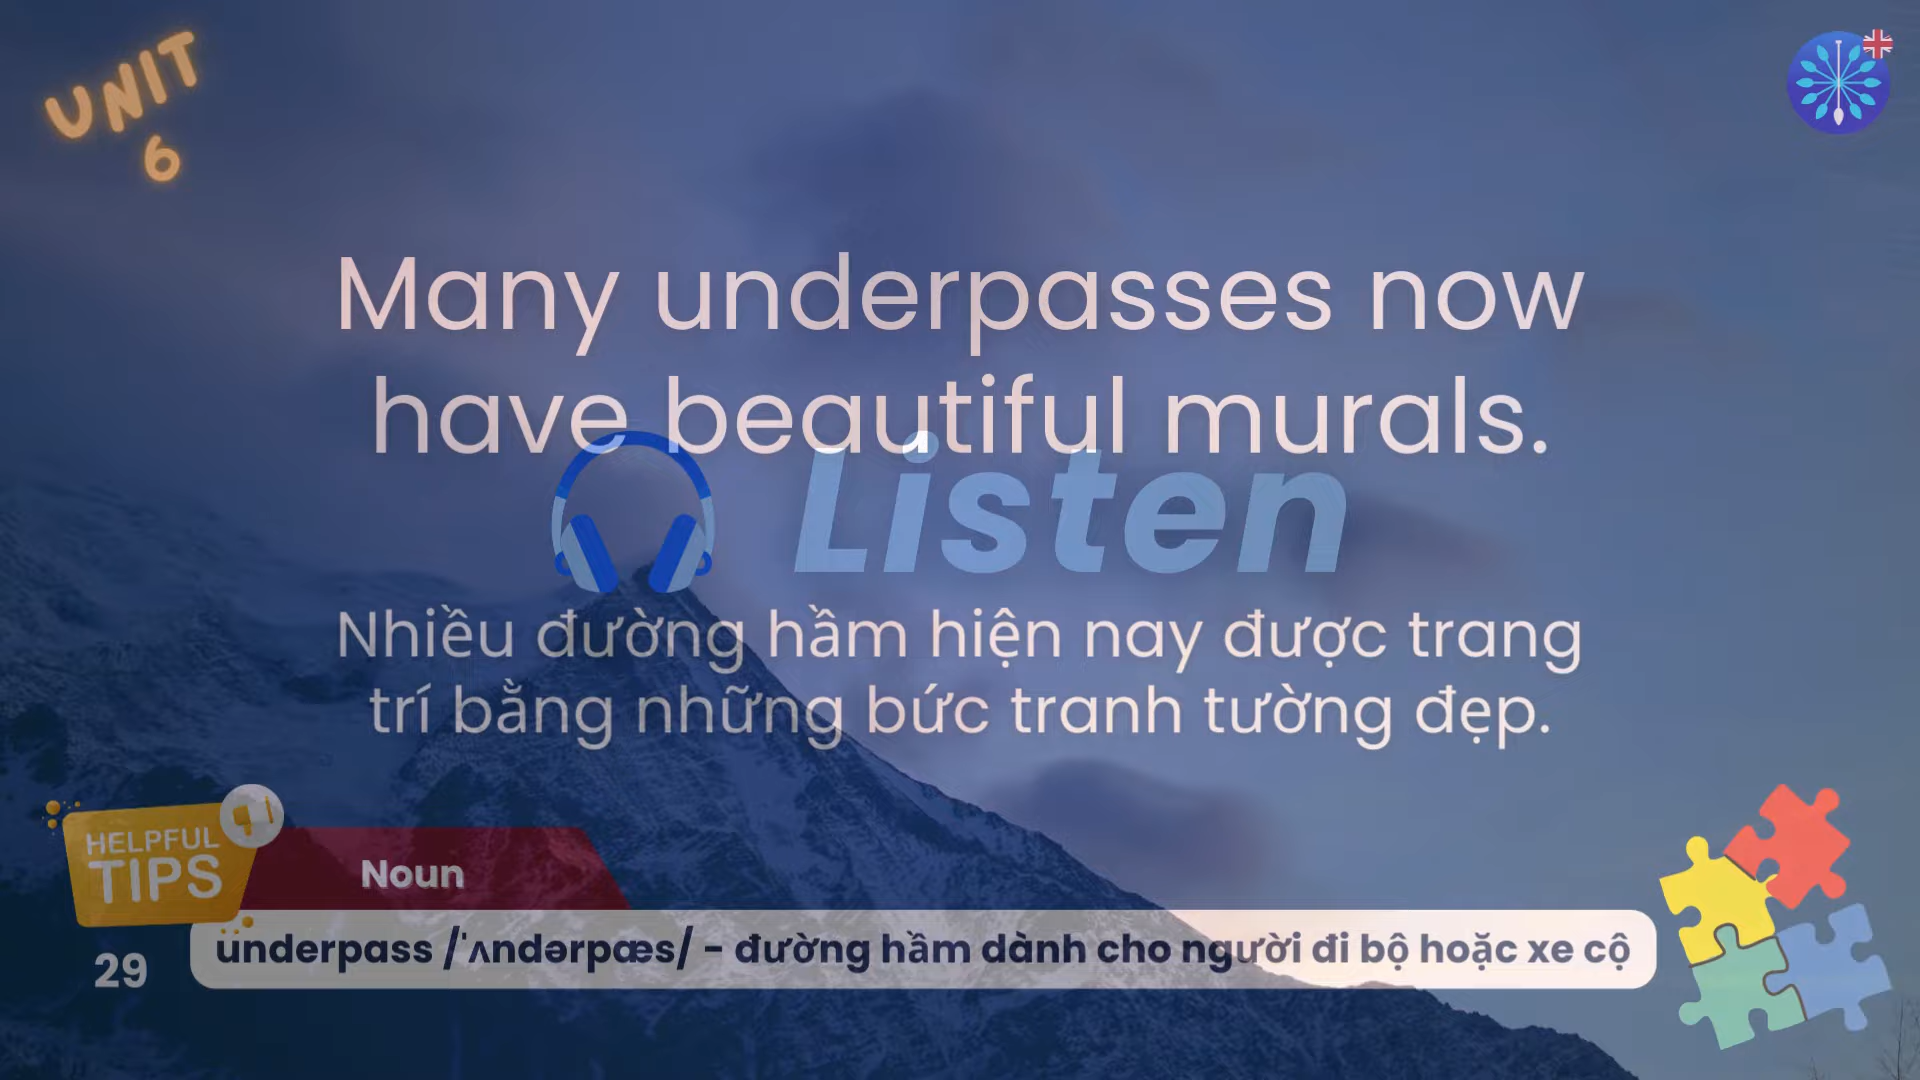 UNIT
6
Many underpasses now
have beautiful murals.
Listen
Nhiều đường hầm hiện nay được trang
trí bằng những bức tranh tường đẹp.
HELPFUL
TIPS
Noun
underpass /ˈʌndərpæs/ - đường hầm dành cho người đi bộ hoặc xe cộ
29